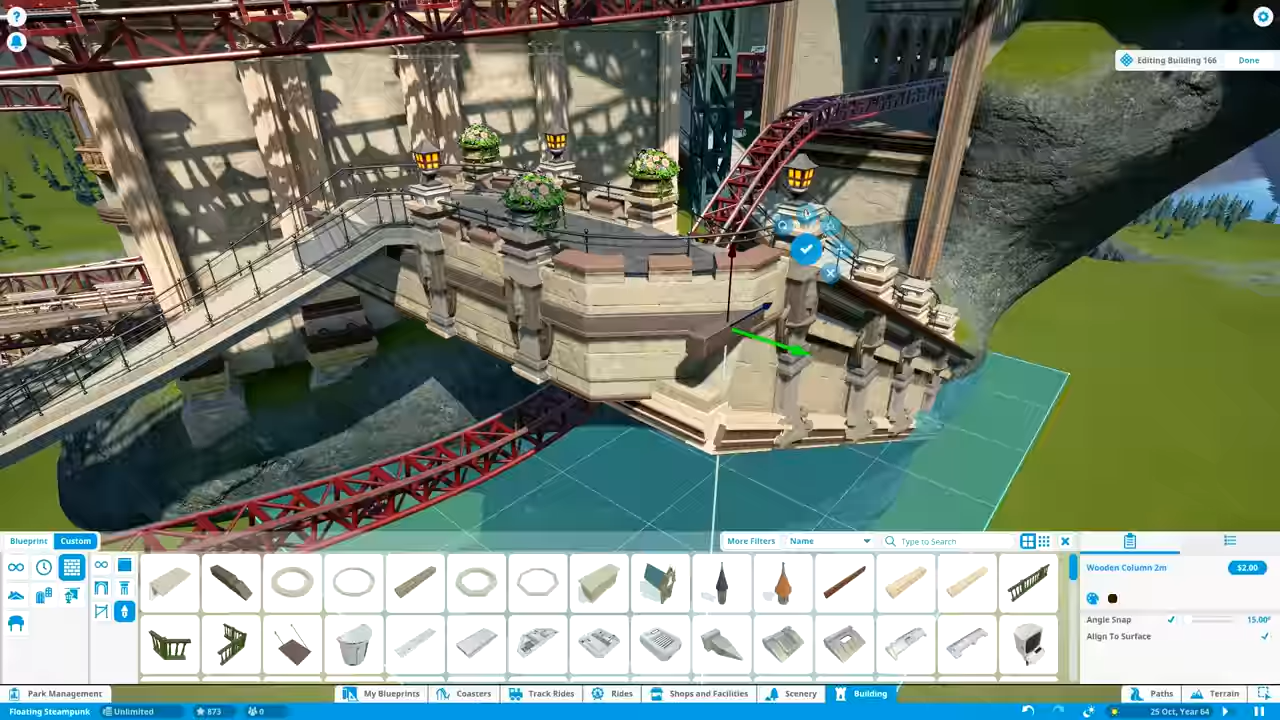 ?
Editing Building 166 Done
Blueprint Custom More Filters Name Type to Search
Wooden Column 2m $2.00
Angle Snap 15.00°
Align To Surface
Park Management My Blueprints Coasters Track Rides Rides Shops and Facilities Scenery Building Paths Terrain
Floating Steampunk Unlimited 873 0 25 Oct, Year 64